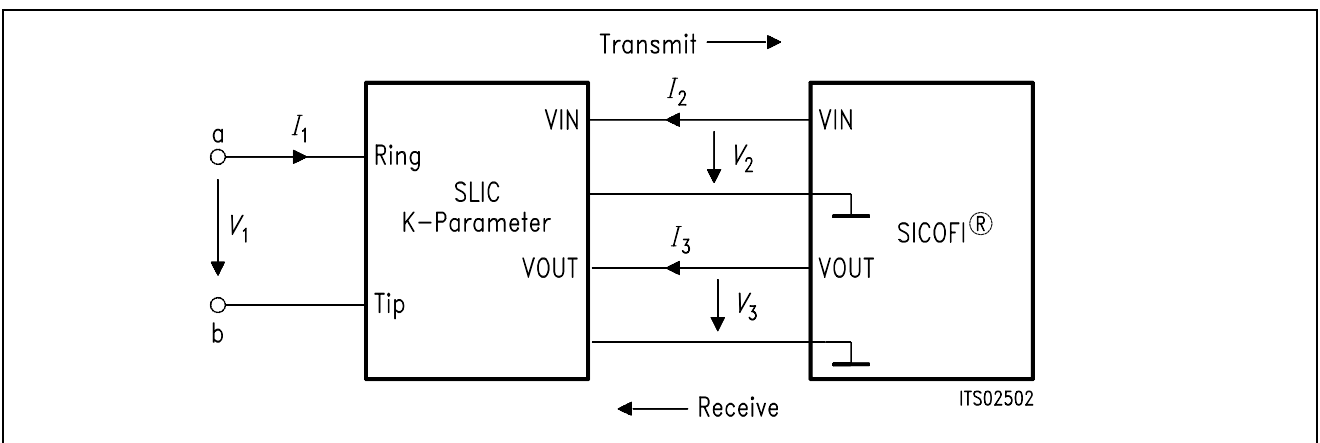 Transmit
I2
VIN
VIN
a
I1
Ring
V2
SLIC
K-Parameter
V1
SICOFI®
I3
VOUT
VOUT
Tip
V3
b
ITS02502
Receive